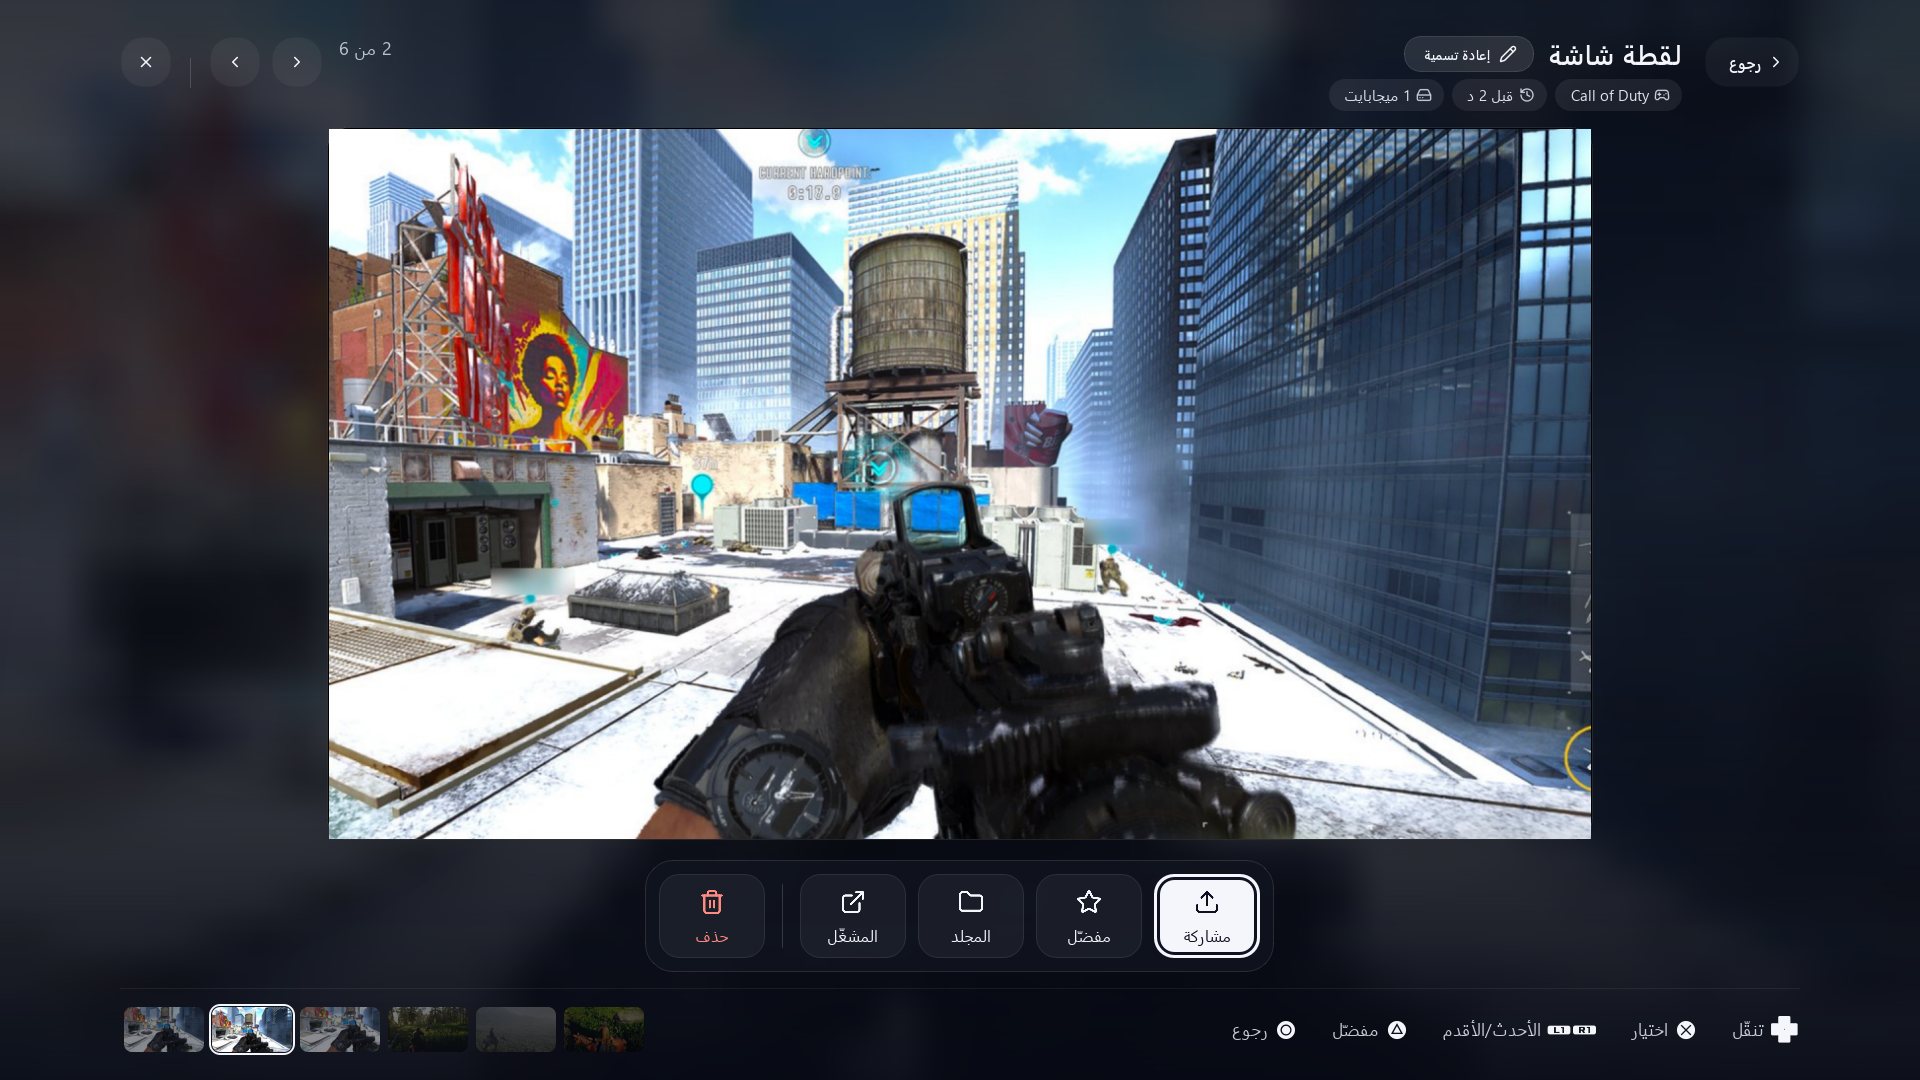 رجوع
لقطة شاشة
إعادة تسمية
2 من 6
Call of Duty
قبل 2 د
1 ميجابايت
CURRENT HARDPOINT
0:17.9
37m
مشاركة
مفضّل
المجلد
المشغّل
حذف
تنقّل
اختيار
L1 R1 الأحدث/الأقدم
مفضّل
رجوع